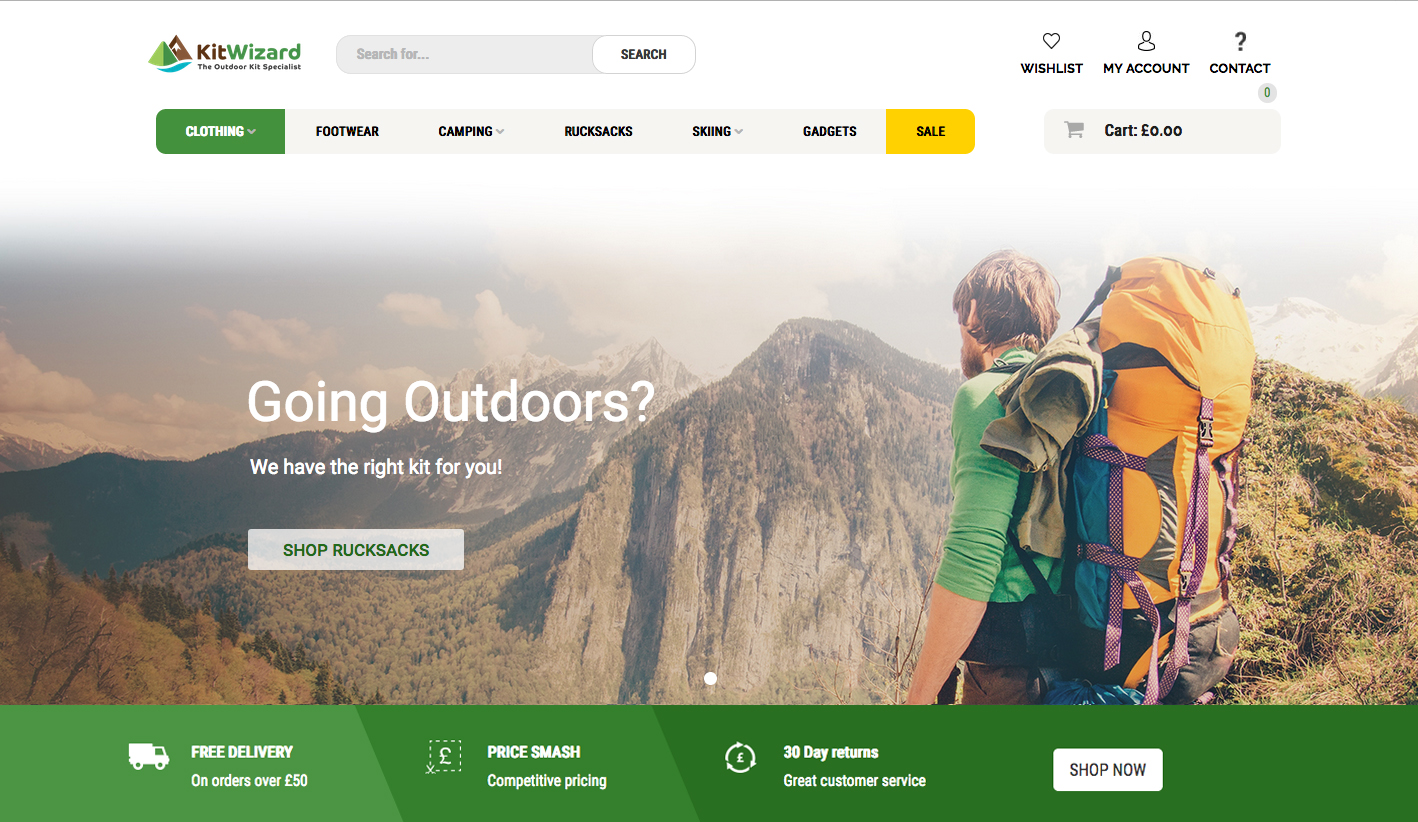 KitWizard
The Outdoor Kit Specialist
Search for...
SEARCH
WISHLIST
MY ACCOUNT
CONTACT
0
CLOTHING
FOOTWEAR
CAMPING
RUCKSACKS
SKIING
GADGETS
SALE
Cart: £0.00
Going Outdoors?
We have the right kit for you!
SHOP RUCKSACKS
FREE DELIVERY
On orders over £50
PRICE SMASH
Competitive pricing
30 Day returns
Great customer service
SHOP NOW